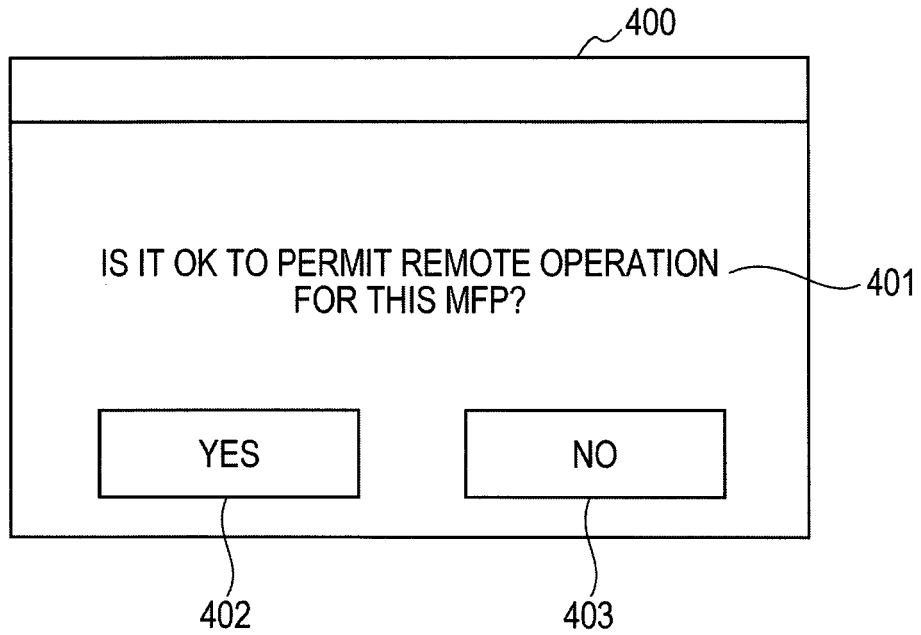 400
IS IT OK TO PERMIT REMOTE OPERATION
FOR THIS MFP?
401
YES
NO
402
403